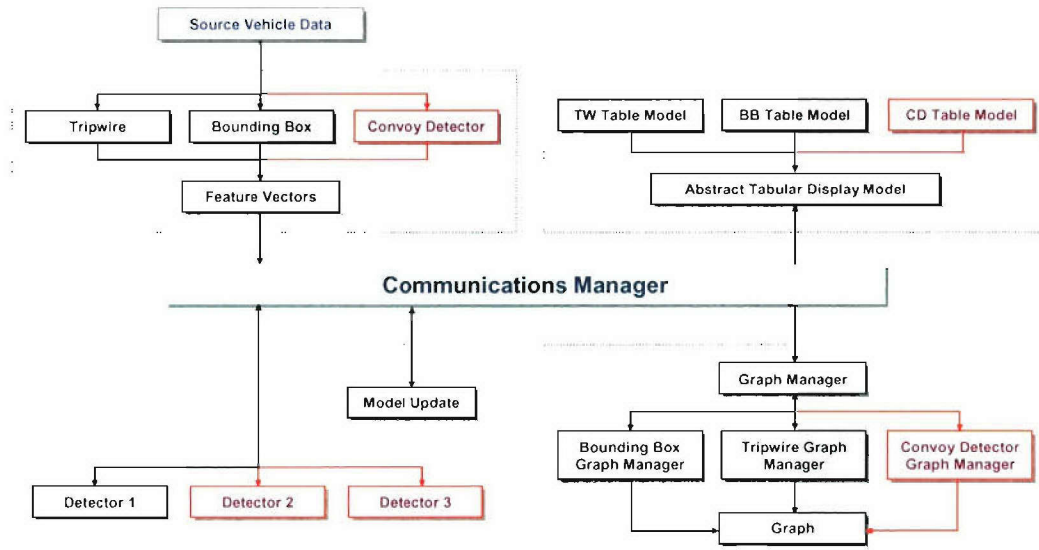 Source Vehicle Data
Tripwire
Bounding Box
Convoy Detector
Feature Vectors
TW Table Model
BB Table Model
CD Table Model
Abstract Tabular Display Model
Communications Manager
Model Update
Detector 1
Detector 2
Detector 3
Graph Manager
Bounding Box
Graph Manager
Tripwire Graph
Manager
Convoy Detector
Graph Manager
Graph